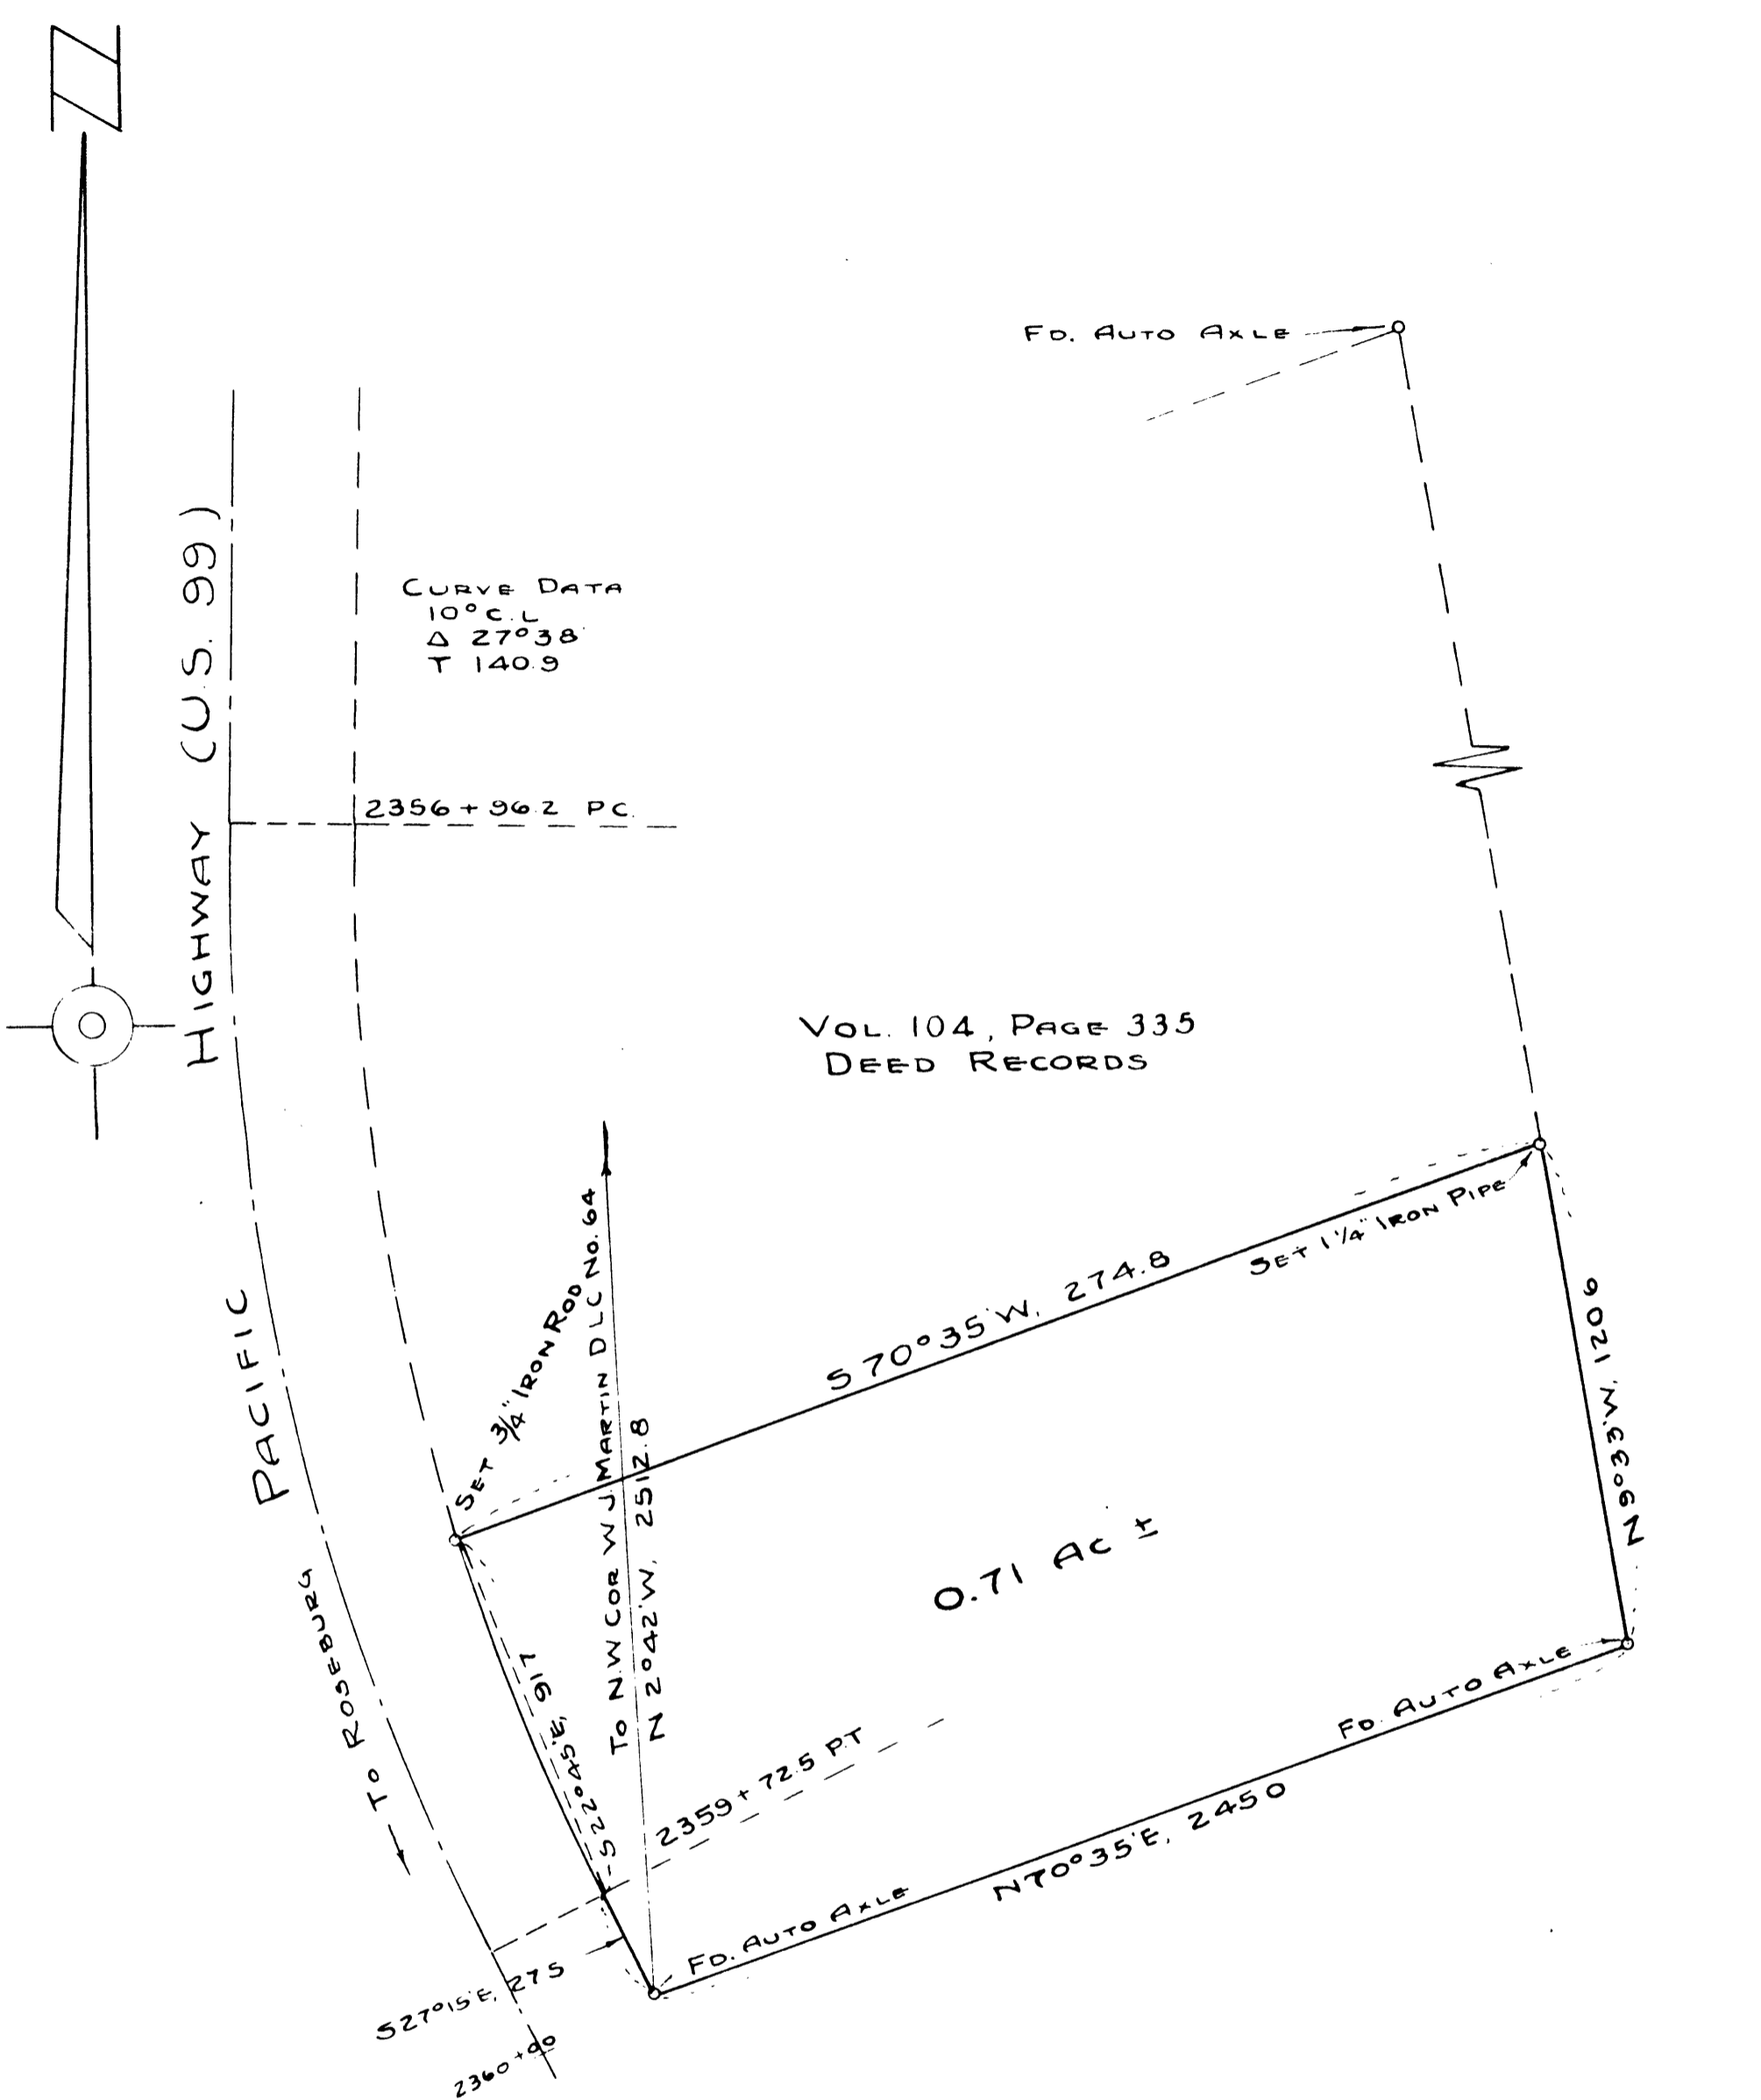 N
FD. AUTO AXLE
HIGHWAY (U.S. 99)
CURVE DATA
10° C.L
Δ 27°38'
T 140.9
2356 + 96.2 PC.
VOL. 104, PAGE 335
DEED RECORDS
PACIFIC
TO ROSEBURG
SET 3/4" IRON ROD
TO N.W COR W J. MARTIN D L C NO. 64
N 2°42'W, 2512.8
S 70°35'W, 274.8
SET 1 1/4" IRON PIPE
N 9°33'W, 120.6
0.71 AC ±
S 22°45'E, 91.7
2359 + 72.5 P.T
FD. AUTO AXLE
N 70°35'E, 245.0
FD. AUTO AXLE
S 27°15'E, 27.5
2360 + 00